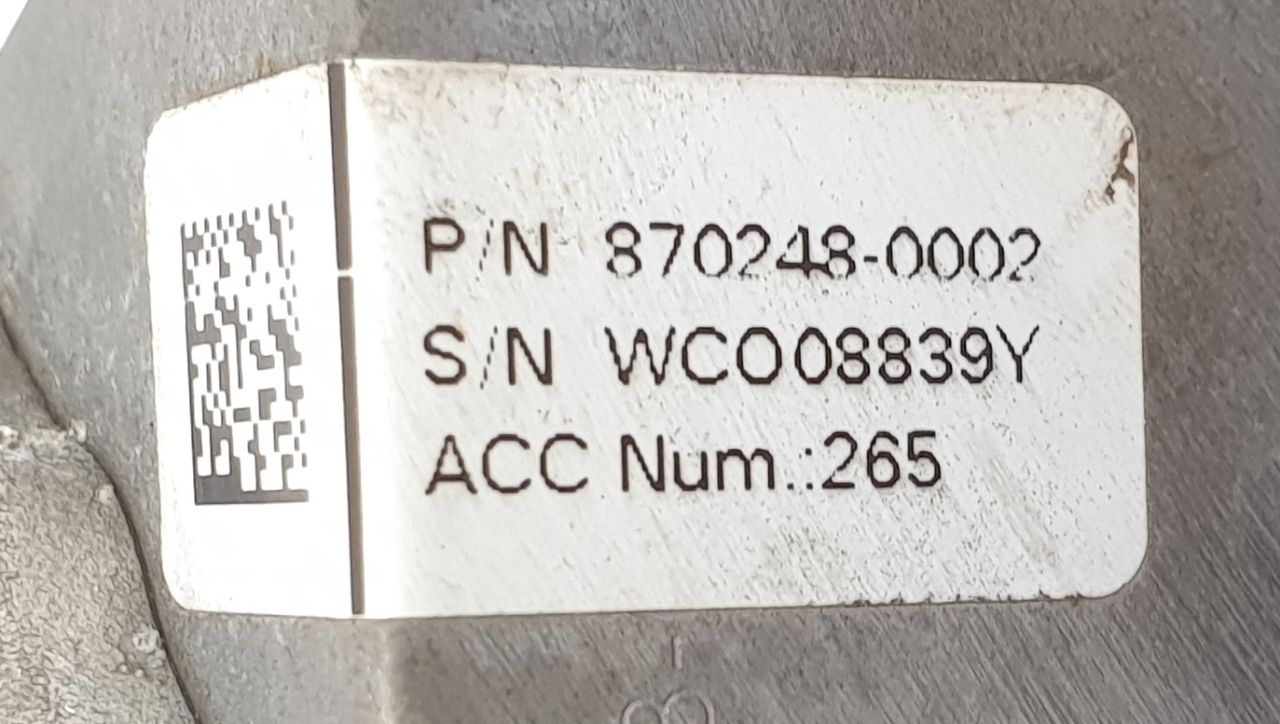 P/N 870248-0002
S/N WCO08839Y
ACC Num.:265